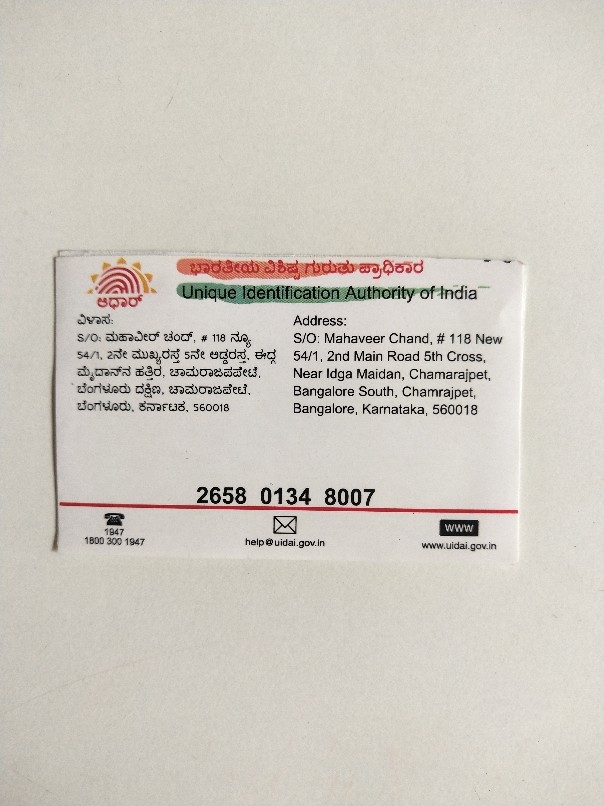 ಭಾರತೀಯ ವಿಶಿಷ್ಟ ಗುರುತು ಪ್ರಾಧಿಕಾರ
Unique Identification Authority of India
ಆಧಾರ್
ವಿಳಾಸ:
S/O: ಮಹಾವೀರ್ ಚಂದ್, # 118 ನ್ಯೂ
54/1, 2ನೇ ಮುಖ್ಯರಸ್ತೆ 5ನೇ ಅಡ್ಡರಸ್ತೆ, ಈದ್ಗ
ಮೈದಾನ್‌ನ ಹತ್ತಿರ, ಚಾಮರಾಜಪಪೇಟೆ,
ಬೆಂಗಳೂರು ದಕ್ಷಿಣ, ಚಾಮರಾಜಪೇಟೆ,
ಬೆಂಗಳೂರು, ಕರ್ನಾಟಕ, 560018
Address:
S/O: Mahaveer Chand, # 118 New
54/1, 2nd Main Road 5th Cross,
Near Idga Maidan, Chamarajpet,
Bangalore South, Chamrajpet,
Bangalore, Karnataka, 560018
2658 0134 8007
1947
1800 300 1947
help@uidai.gov.in
www
www.uidai.gov.in